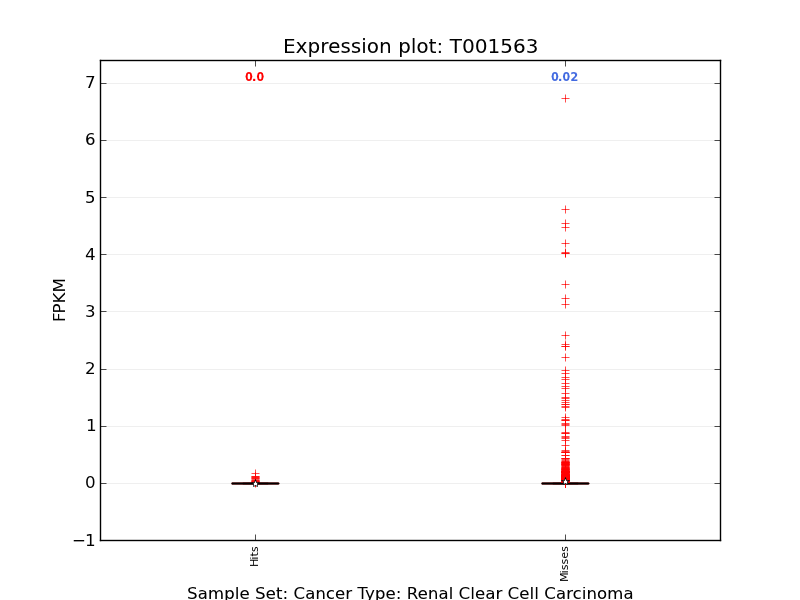 Expression plot: T001563
0.0
0.02
7
6
5
4
3
2
1
0
−1
FPKM
Hits
Misses
Sample Set: Cancer Type: Renal Clear Cell Carcinoma